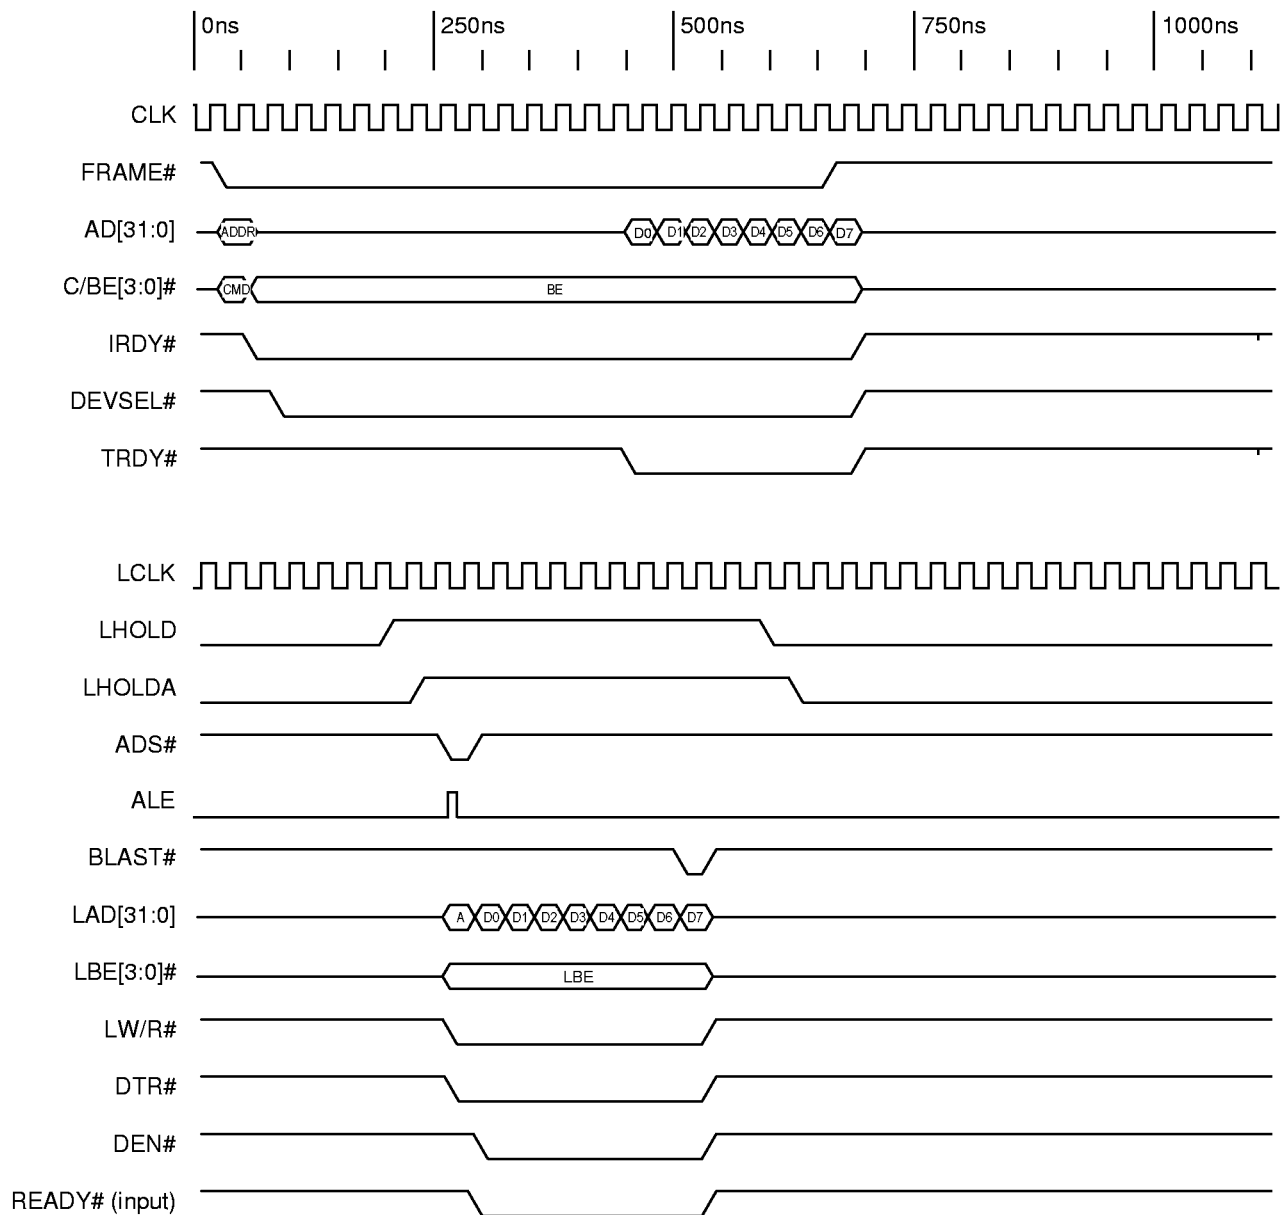 0ns 250ns 500ns 750ns 1000ns
CLK
FRAME#
AD[31:0] ADDR D0 D1 D2 D3 D4 D5 D6 D7
C/BE[3:0]# CMD BE
IRDY#
DEVSEL#
TRDY#
LCLK
LHOLD
LHOLDA
ADS#
ALE
BLAST#
LAD[31:0] A D0 D1 D2 D3 D4 D5 D6 D7
LBE[3:0]# LBE
LW/R#
DTR#
DEN#
READY# (input)